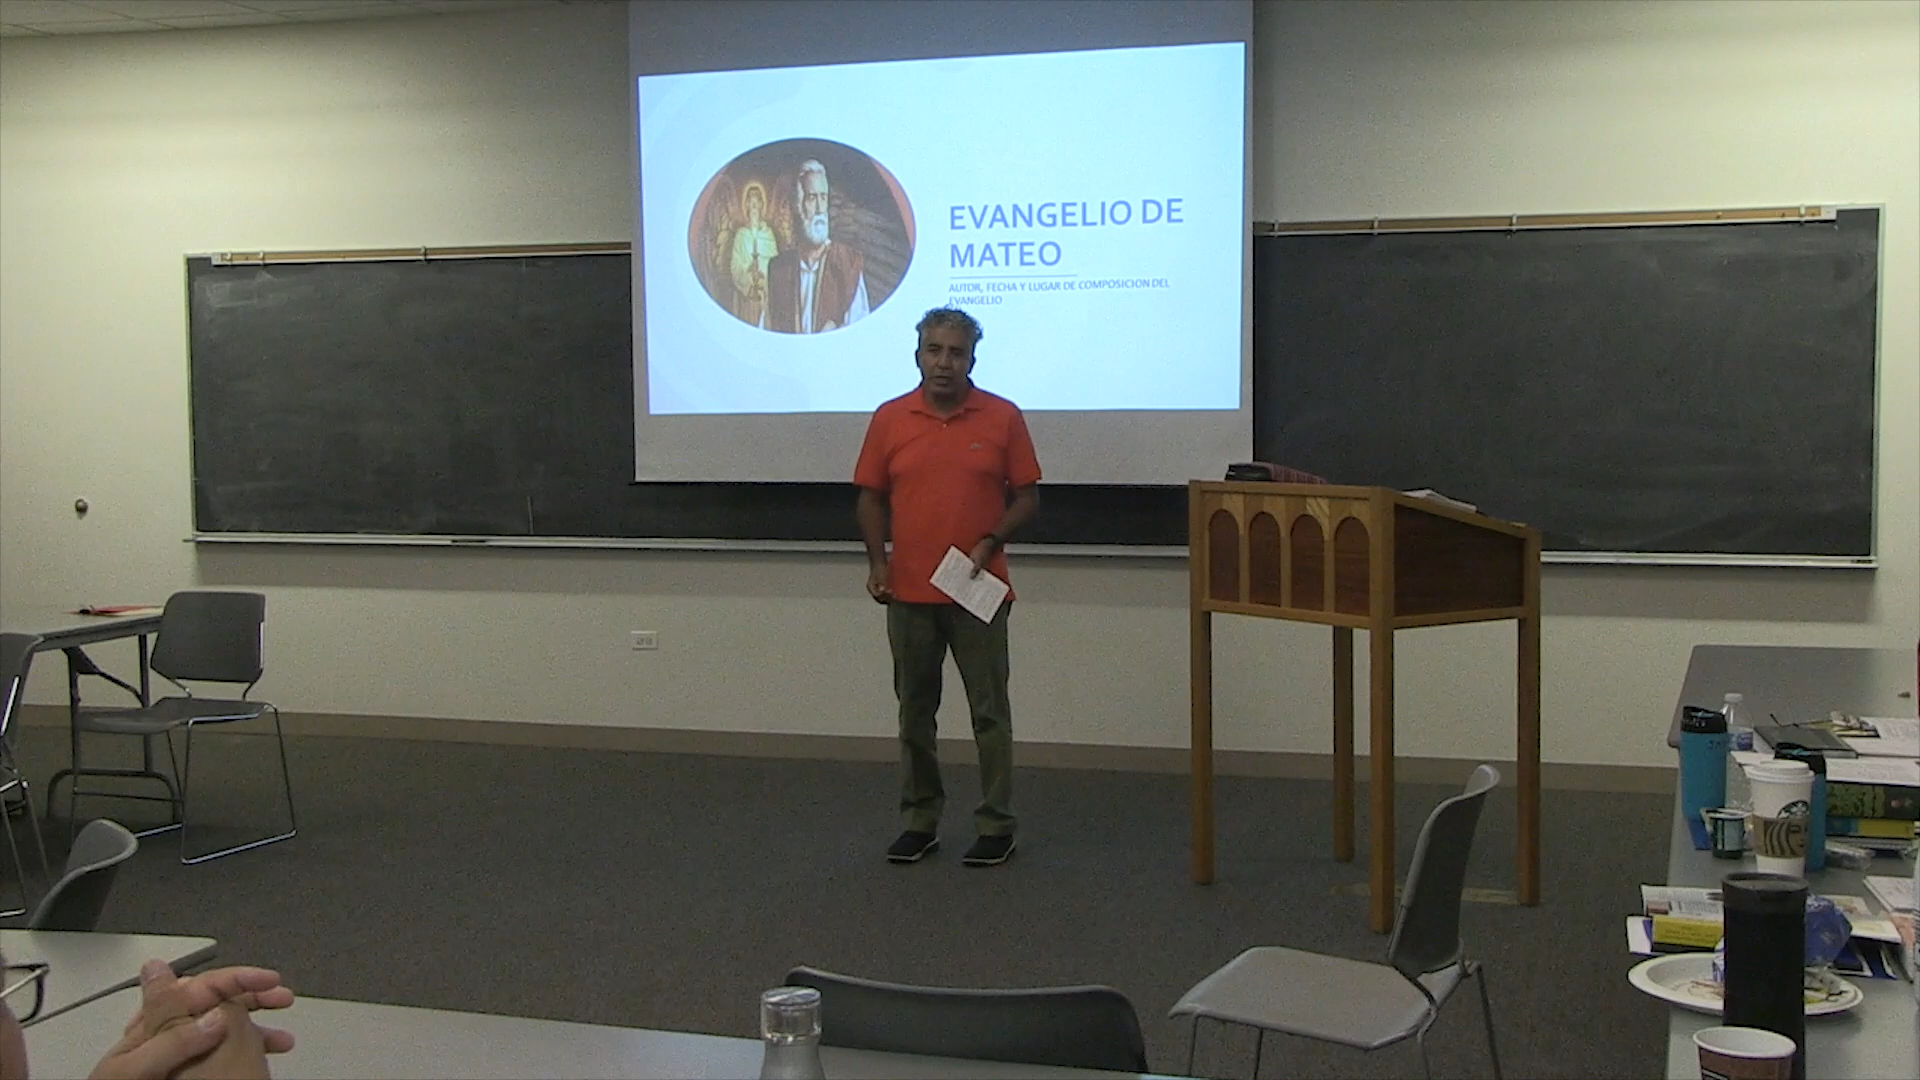 EVANGELIO DE
MATEO
AUTOR, FECHA Y LUGAR DE COMPOSICION DEL
EVANGELIO